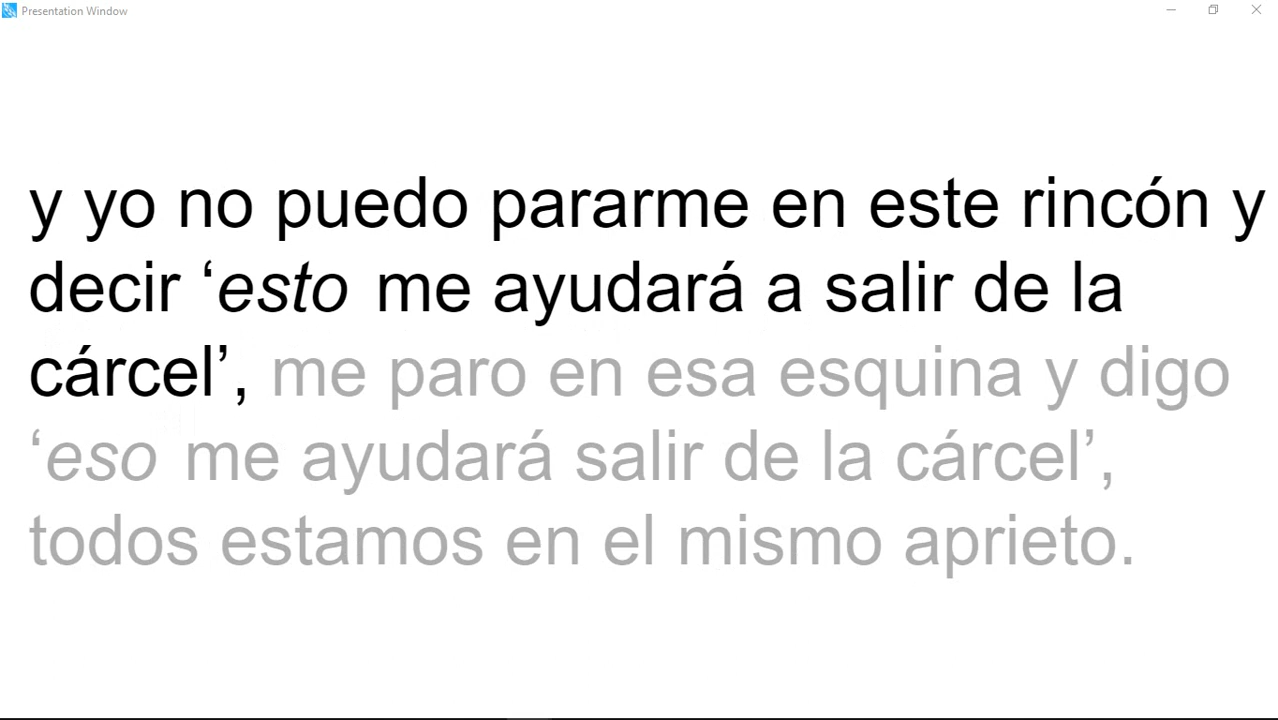 Presentation Window
y yo no puedo pararme en este rincón y
decir ‘esto me ayudará a salir de la
cárcel’, me paro en esa esquina y digo
‘eso me ayudará salir de la cárcel’,
todos estamos en el mismo aprieto.